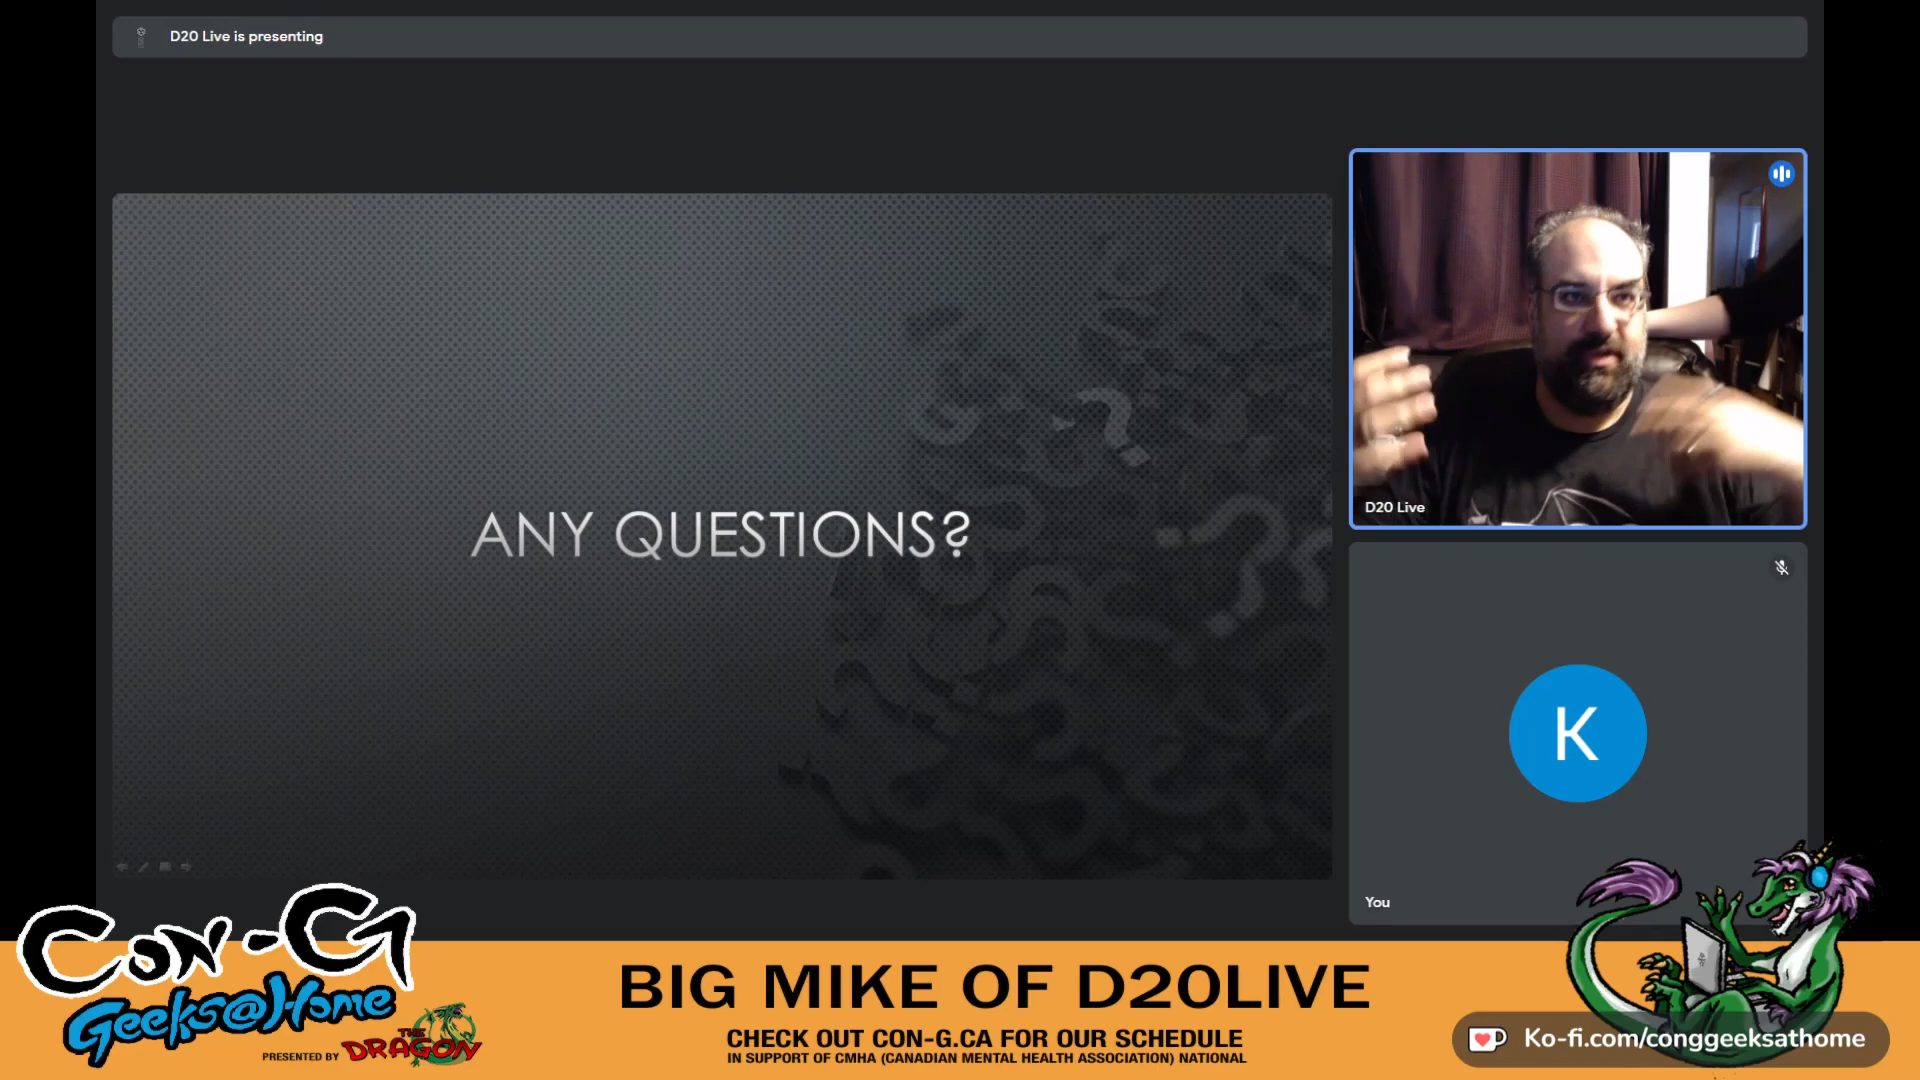 D20 Live is presenting
ANY QUESTIONS?
D20 Live
K
You
CON-G
Geeks@Home
PRESENTED BY THE DRAGON
BIG MIKE OF D20LIVE
CHECK OUT CON-G.CA FOR OUR SCHEDULE
IN SUPPORT OF CMHA (CANADIAN MENTAL HEALTH ASSOCIATION) NATIONAL
Ko-fi.com/conggeeksathome